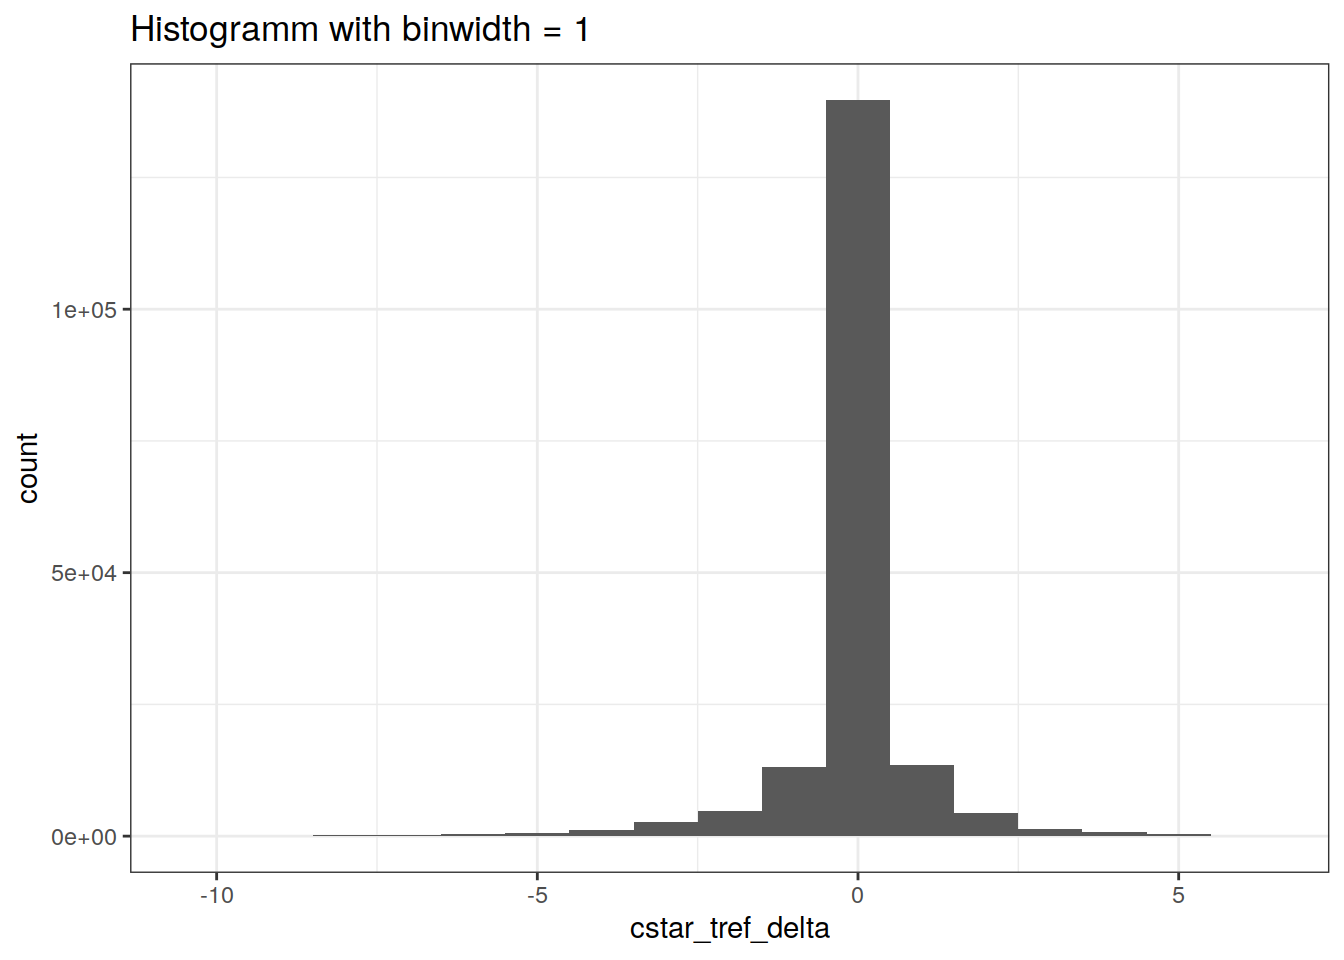 Histogramm with binwidth = 1
count
1e+05
5e+04
0e+00
-10 -5 0 5
cstar_tref_delta